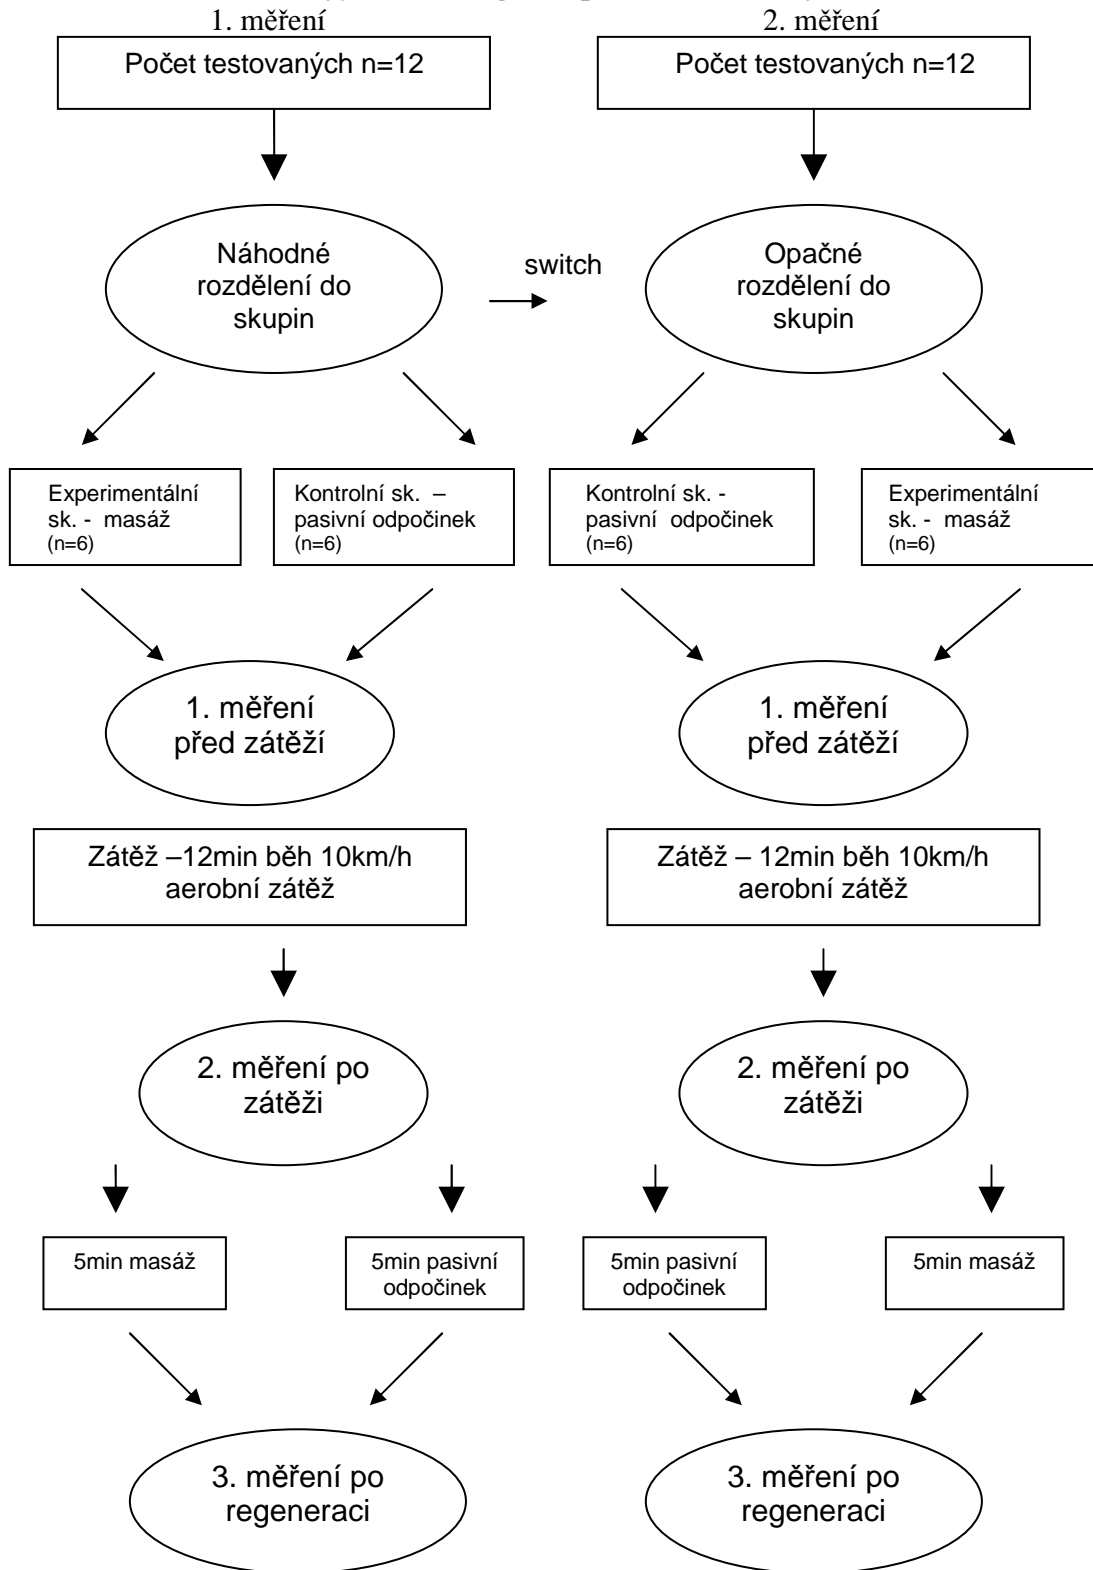 1. měření
2. měření
Počet testovaných n=12
Počet testovaných n=12
Náhodné
rozdělení do
skupin
switch
Opačné
rozdělení do
skupin
Experimentální
sk. - masáž
(n=6)
Kontrolní sk. –
pasivní odpočinek
(n=6)
Kontrolní sk. -
pasivní odpočinek
(n=6)
Experimentální
sk. - masáž
(n=6)
1. měření
před zátěží
1. měření
před zátěží
Zátěž –12min běh 10km/h
aerobní zátěž
Zátěž – 12min běh 10km/h
aerobní zátěž
2. měření po
zátěži
2. měření po
zátěži
5min masáž
5min pasivní
odpočinek
5min pasivní
odpočinek
5min masáž
3. měření po
regeneraci
3. měření po
regeneraci